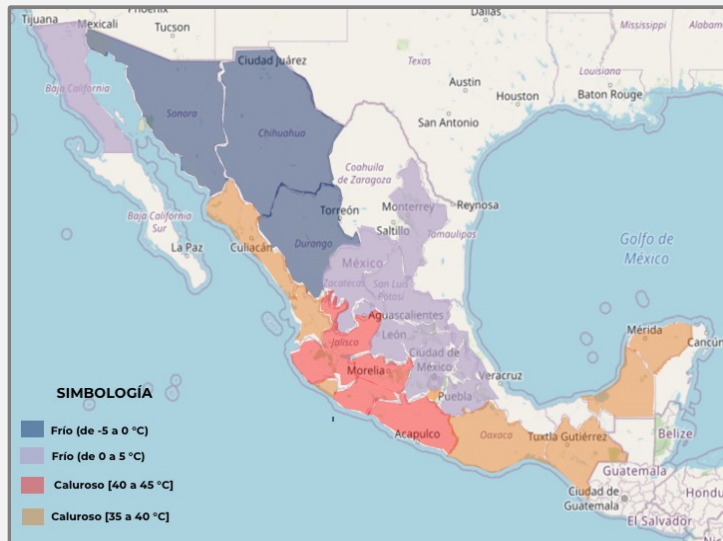 Phoenix
Dallas
Mississippi
Alabama
Tijuana
Mexicali
Tucson
Texas
Ciudad Juárez
Louisiana
Austin
Baja California
Houston
Baton Rouge
Sonora
San Antonio
Chihuahua
Coahuila
de Zaragoza
Torreón
Monterrey
Reynosa
Saltillo
Baja California
Sur
Culiacán
Durango
Tamaulipas
La Paz
México
Golfo de
México
Zacatecas
San Luis
Potosí
Aguascalientes
Jalisco
León
Mérida
Cancún
Ciudad de
México
Morelia
Veracruz
Puebla
SIMBOLOGÍA
Frío (de -5 a 0 °C)
Frío (de 0 a 5 °C)
Caluroso [40 a 45 °C]
Caluroso [35 a 40 °C]
Acapulco
Oaxaca
Tuxtla Gutiérrez
Belize
Guatemala
Ciudad de
Guatemala
Hondu
El Salvador